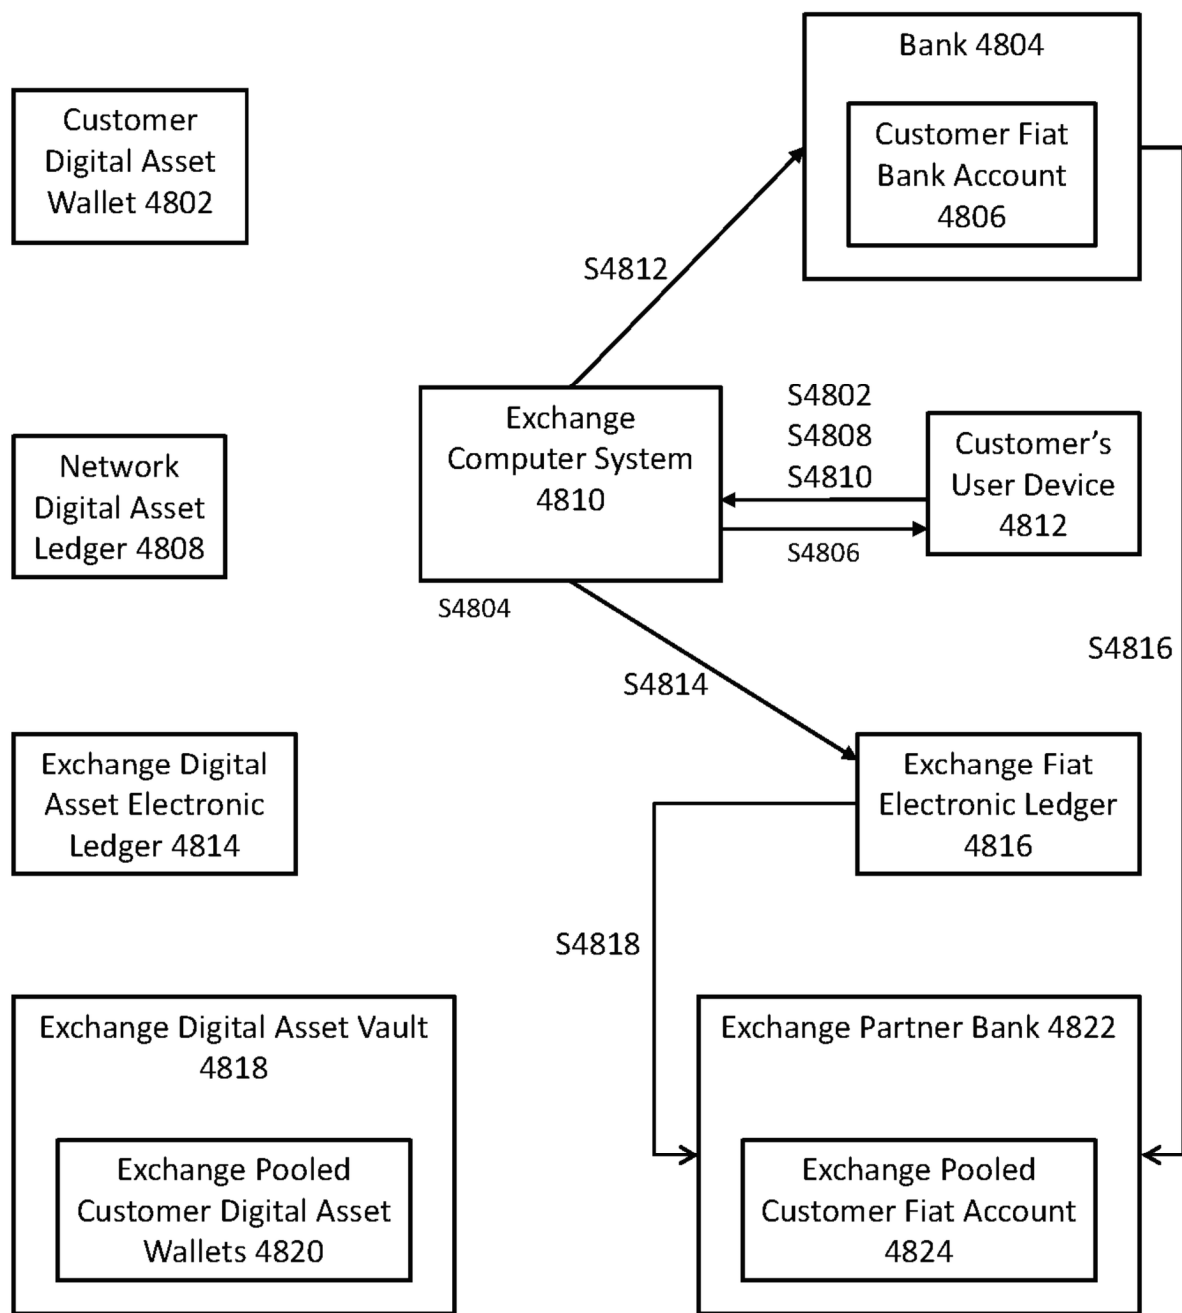 Bank 4804
Customer
Digital Asset
Wallet 4802
Customer Fiat
Bank Account
4806
S4812
Exchange
Computer System
4810
S4802
S4808
S4810
Customer's
User Device
4812
Network
Digital Asset
Ledger 4808
S4806
S4804
S4814
S4816
Exchange Digital
Asset Electronic
Ledger 4814
Exchange Fiat
Electronic Ledger
4816
S4818
Exchange Digital Asset Vault
4818
Exchange Pooled
Customer Digital Asset
Wallets 4820
Exchange Partner Bank 4822
Exchange Pooled
Customer Fiat Account
4824